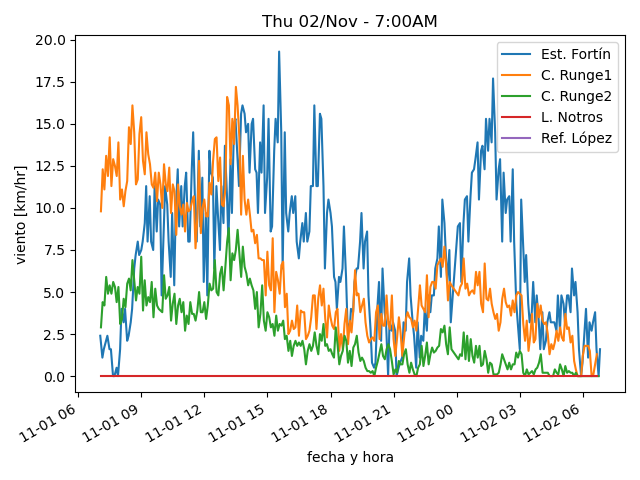 Thu 02/Nov - 7:00AM
20.0
17.5
15.0
12.5
10.0
7.5
5.0
2.5
0.0
viento [km/hr]
Est. Fortín
C. Runge1
C. Runge2
L. Notros
Ref. López
11-01 06
11-01 09
11-01 12
11-01 15
11-01 18
11-01 21
11-02 00
11-02 03
11-02 06
fecha y hora